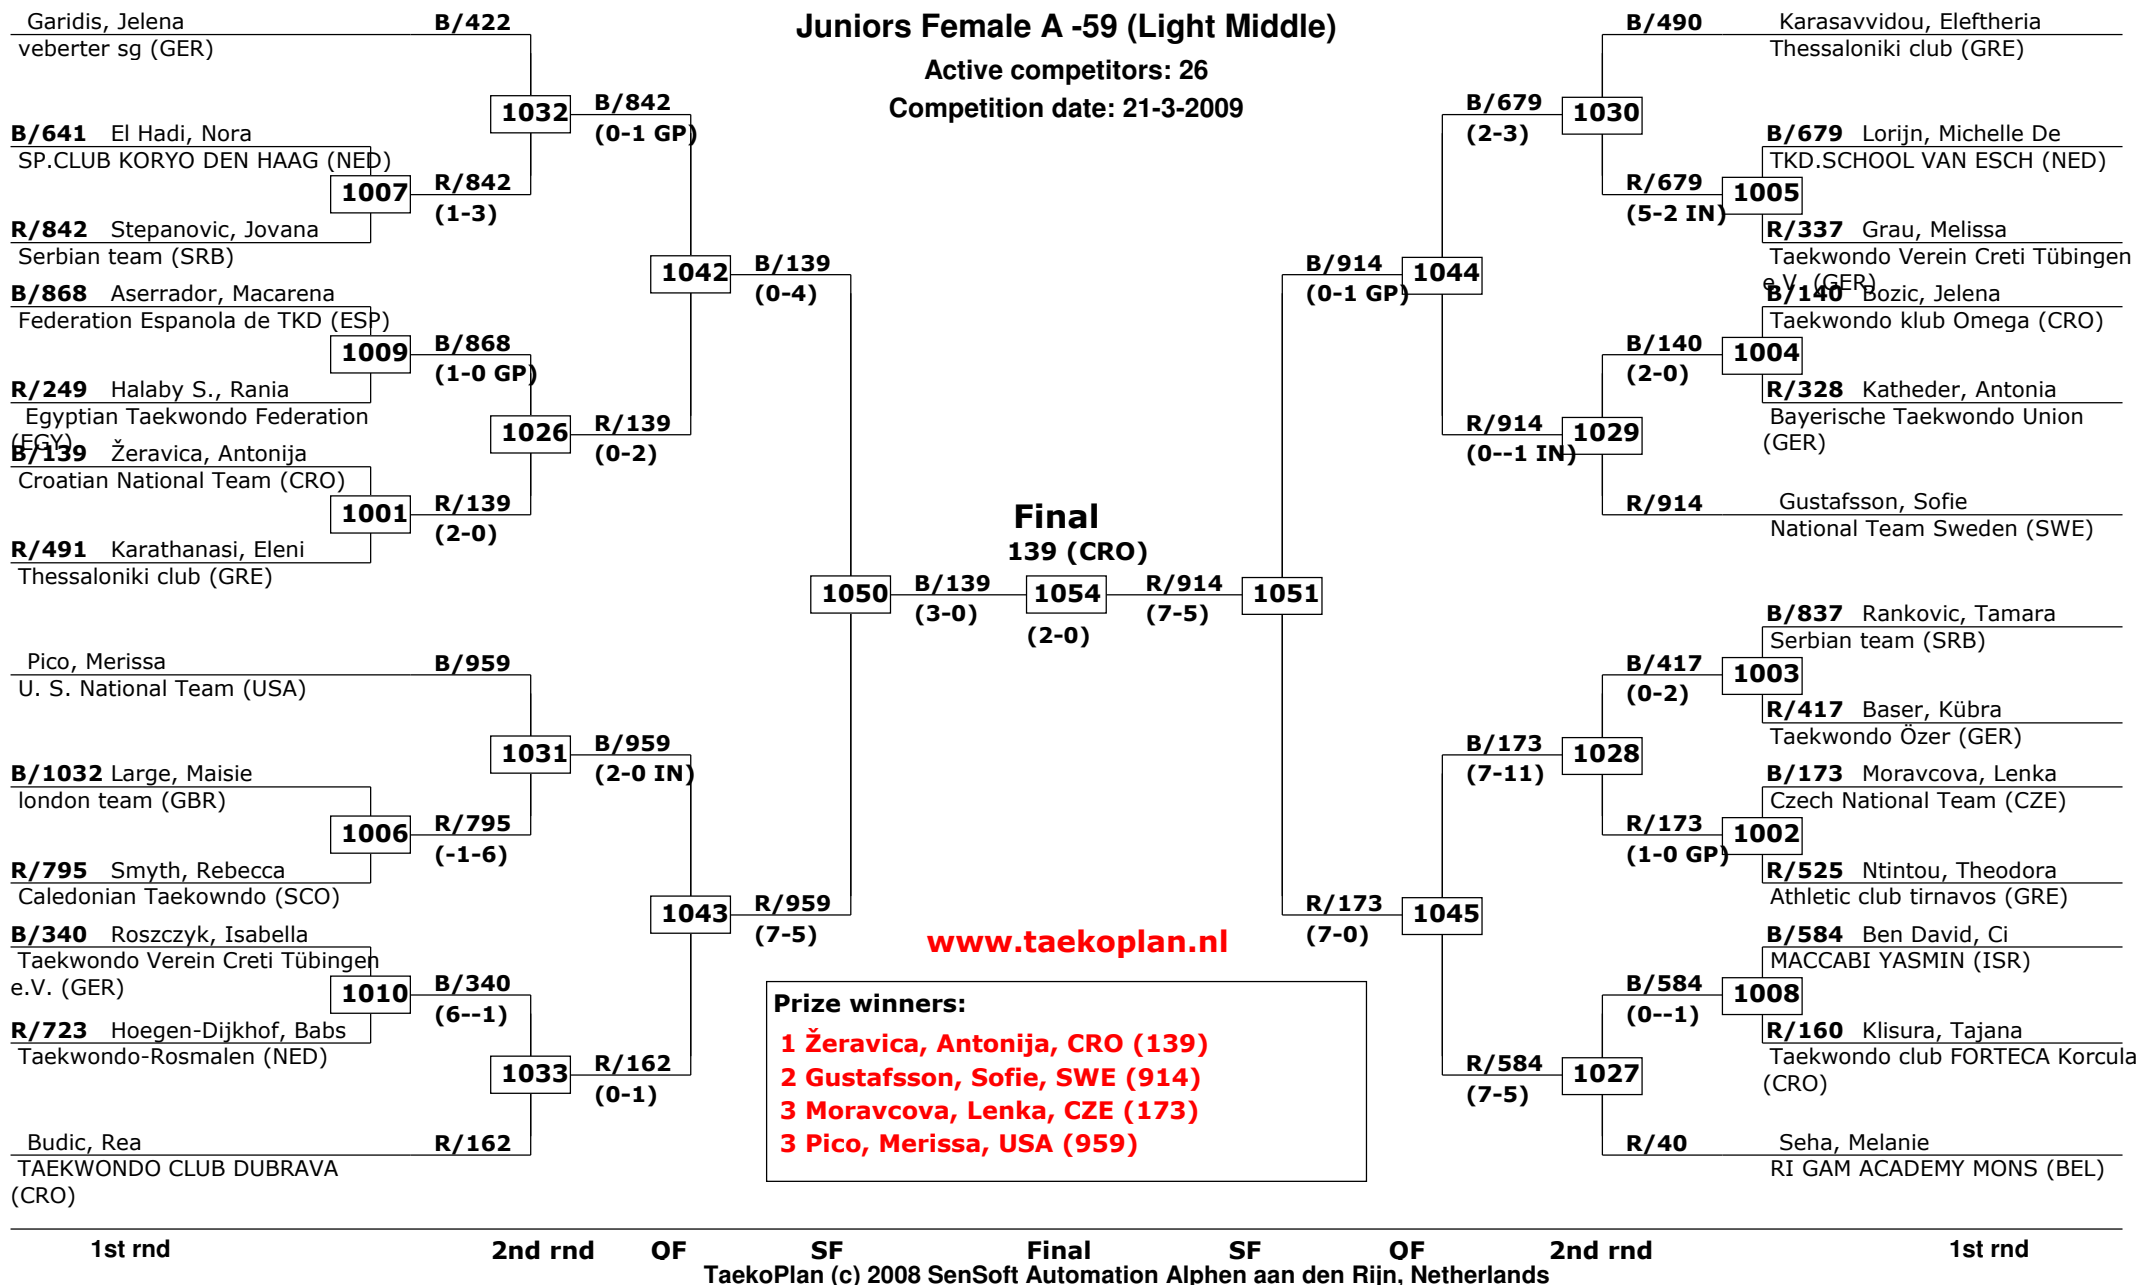 Juniors Female A -59 (Light Middle)
Active competitors: 26
Competition date: 21-3-2009
Garidis, Jelena
veberter sg (GER)
B/422
B/641 El Hadi, Nora
SP.CLUB KORYO DEN HAAG (NED)
R/842 Stepanovic, Jovana
Serbian team (SRB)
B/868 Aserrador, Macarena
Federation Espanola de TKD (ESP)
R/249 Halaby S., Rania
Egyptian Taekwondo Federation
(EGY)
B/139 Žeravica, Antonija
Croatian National Team (CRO)
R/491 Karathanasi, Eleni
Thessaloniki club (GRE)
Pico, Merissa
U. S. National Team (USA)
B/959
B/1032 Large, Maisie
london team (GBR)
R/795 Smyth, Rebecca
Caledonian Taekowndo (SCO)
B/340 Roszczyk, Isabella
Taekwondo Verein Creti Tübingen
e.V. (GER)
R/723 Hoegen-Dijkhof, Babs
Taekwondo-Rosmalen (NED)
Budic, Rea
TAEKWONDO CLUB DUBRAVA
(CRO)
R/162
1007
R/842
(1-3)
1009
B/868
(1-0 GP)
1001
R/139
(2-0)
1006
R/795
(-1-6)
1010
B/340
(6--1)
1032
B/842
(0-1 GP)
1026
R/139
(0-2)
1031
B/959
(2-0 IN)
1033
R/162
(0-1)
1042
B/139
(0-4)
1043
R/959
(7-5)
1050
B/139
(3-0)
Final
139 (CRO)
1054
(2-0)
R/914
(7-5)
1051
B/914
(0-1 GP)
1044
R/173
(7-0)
1045
B/679
(2-3)
1030
R/914
(0--1 IN)
1029
B/173
(7-11)
1028
R/584
(7-5)
1027
B/490
R/679
(5-2 IN)
1005
B/140
(2-0)
1004
R/914
B/417
(0-2)
1003
R/173
(1-0 GP)
1002
B/584
(0--1)
1008
R/40
Karasavvidou, Eleftheria
Thessaloniki club (GRE)
B/679 Lorijn, Michelle De
TKD.SCHOOL VAN ESCH (NED)
R/337 Grau, Melissa
Taekwondo Verein Creti Tübingen
e.V. (GER)
B/140 Bozic, Jelena
Taekwondo klub Omega (CRO)
R/328 Katheder, Antonia
Bayerische Taekwondo Union
(GER)
Gustafsson, Sofie
National Team Sweden (SWE)
B/837 Rankovic, Tamara
Serbian team (SRB)
R/417 Baser, Kübra
Taekwondo Özer (GER)
B/173 Moravcova, Lenka
Czech National Team (CZE)
R/525 Ntintou, Theodora
Athletic club tirnavos (GRE)
B/584 Ben David, Ci
MACCABI YASMIN (ISR)
R/160 Klisura, Tajana
Taekwondo club FORTECA Korcula
(CRO)
Seha, Melanie
RI GAM ACADEMY MONS (BEL)
www.taekoplan.nl
Prize winners:
1 Žeravica, Antonija, CRO (139)
2 Gustafsson, Sofie, SWE (914)
3 Moravcova, Lenka, CZE (173)
3 Pico, Merissa, USA (959)
1st rnd 2nd rnd QF SF Final SF QF 2nd rnd 1st rnd
TaekoPlan (c) 2008 SenSoft Automation Alphen aan den Rijn, Netherlands